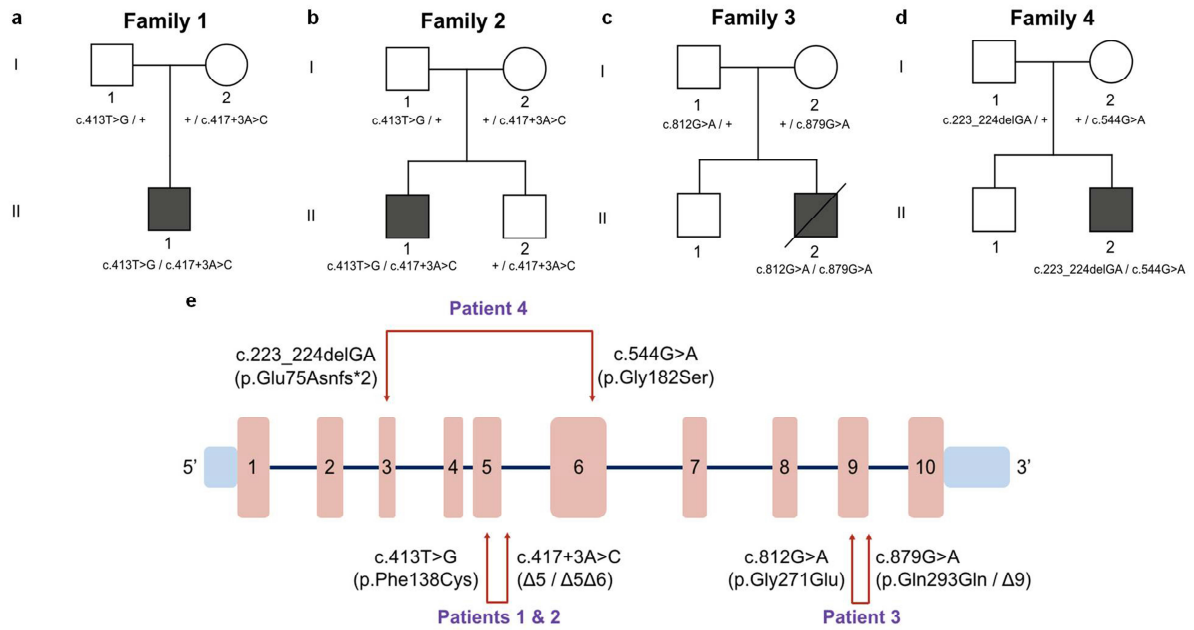 a
Family 1
I
1
2
c.413T>G / +
+ / c.417+3A>C
II
1
c.413T>G / c.417+3A>C
b
Family 2
I
1
2
c.413T>G / +
+ / c.417+3A>C
II
1
2
c.413T>G / c.417+3A>C
+ / c.417+3A>C
c
Family 3
I
1
2
c.812G>A / +
+ / c.879G>A
II
1
2
c.812G>A / c.879G>A
d
Family 4
I
1
2
c.223_224delGA / +
+ / c.544G>A
II
1
2
c.223_224delGA / c.544G>A
e
Patient 4
c.223_224delGA
(p.Glu75Asnfs*2)
c.544G>A
(p.Gly182Ser)
5’ 1 2 3 4 5 6 7 8 9 10 3’
c.413T>G
(p.Phe138Cys)
c.417+3A>C
(Δ5 / Δ5Δ6)
Patients 1 & 2
c.812G>A
(p.Gly271Glu)
c.879G>A
(p.Gln293Gln / Δ9)
Patient 3